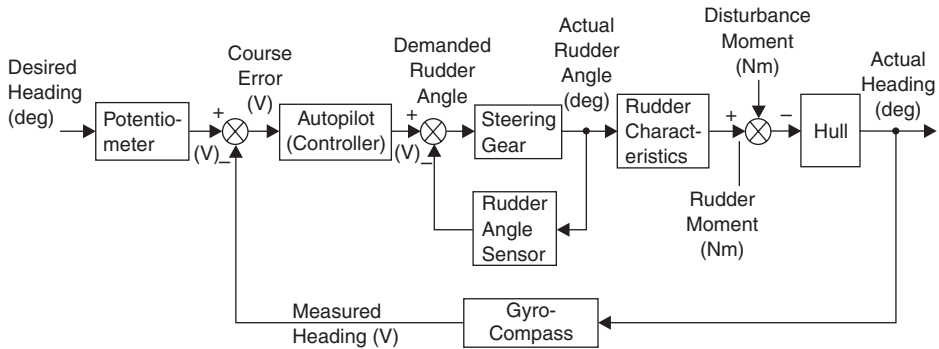 Desired
Heading
(deg)
Potentio-
meter
+
(V)
–
Course
Error
(V)
Autopilot
(Controller)
Demanded
Rudder
Angle
+
(V)
–
Steering
Gear
Actual
Rudder
Angle
(deg)
Rudder
Angle
Sensor
Rudder
Charact-
eristics
+
Rudder
Moment
(Nm)
Disturbance
Moment
(Nm)
–
Hull
Actual
Heading
(deg)
Measured
Heading (V)
Gyro-
Compass